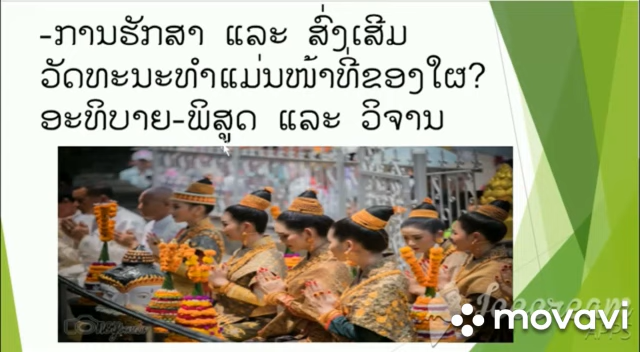 -ການຮັກສາ ແລະ ສົ່ງເສີມ
ວັດທະນະທຳແມ່ນໜ້າທີ່ຂອງໃຜ?
ອະທິບາຍ-ພິສູດ ແລະ ວິຈານ
movavi
APPS